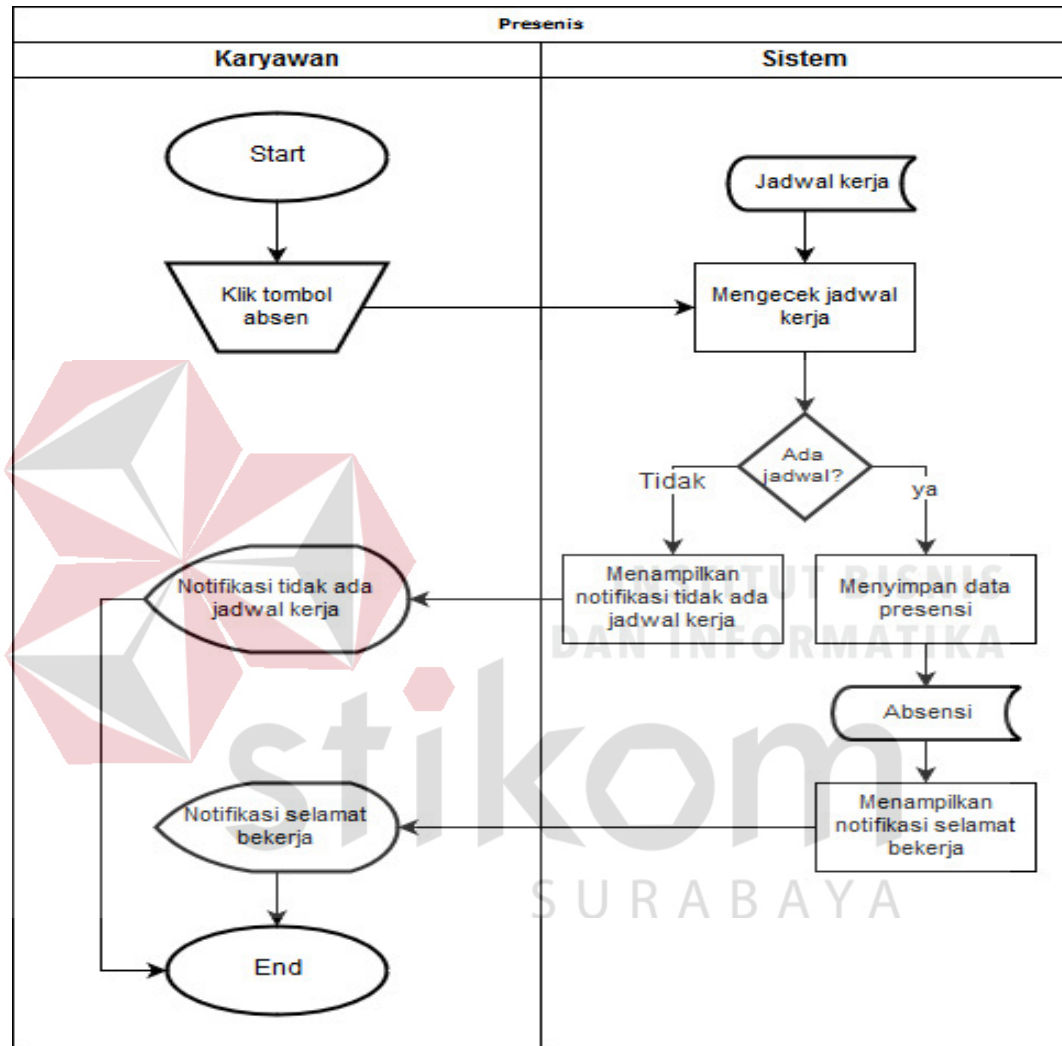 Presenis
Karyawan
Sistem
Start
Jadwal kerja
Klik tombol
absen
Mengecek jadwal
kerja
Ada
jadwal?
Tidak
ya
Notifikasi tidak ada
jadwal kerja
Menampilkan
notifikasi tidak ada
jadwal kerja
Menyimpan data
presensi
INSTITUT BISNIS
DAN INFORMATIKA
Absensi
stikom
Notifikasi selamat
bekerja
Menampilkan
notifikasi selamat
bekerja
SURABAYA
End